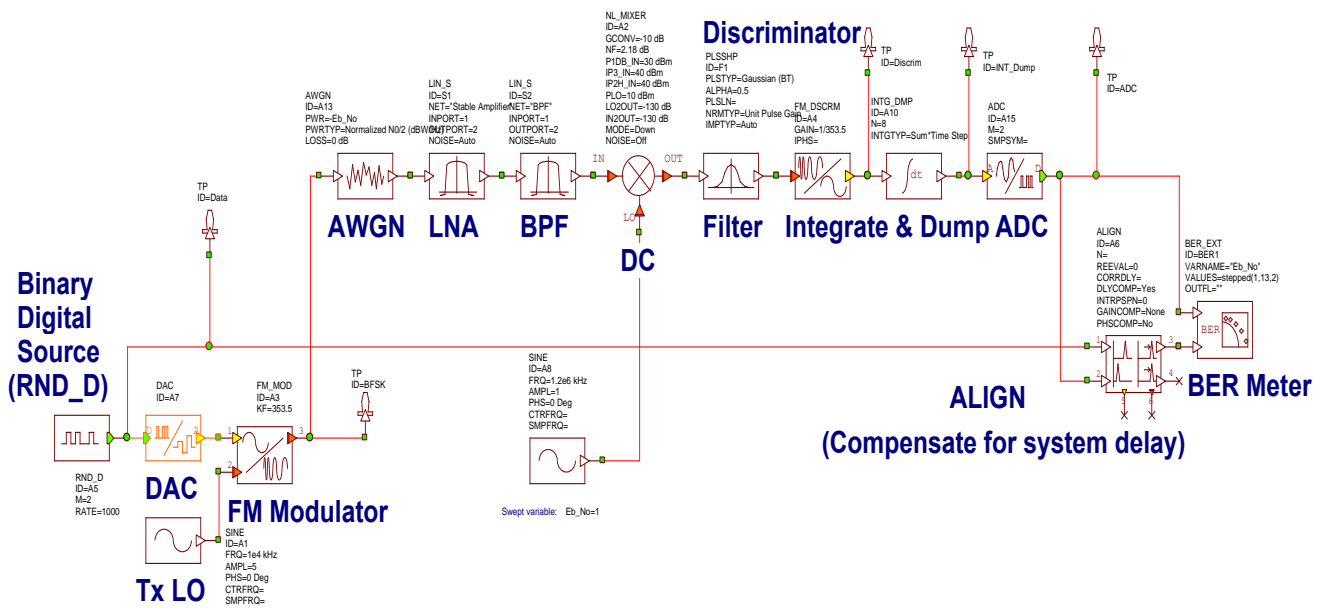 NL_MIXER
ID=A2
GCONV=-10 dB
NF=2.18 dB
P1DB_IN=30 dBm
IP3_IN=40 dBm
IP2H_IN=40 dBm
PLO=10 dBm
LO2OUT=-130 dB
IN2OUT=-130 dB
MODE=Down
NOISE=Off
Discriminator
PLSSHP
ID=F1
PLSTYP=Gaussian (BT)
ALPHA=0.5
PLSLN=
NRMTYP=Unit Pulse Gain
IMPTYP=Auto
TP
ID=Discrim
TP
ID=INT_Dump
TP
ID=ADC
AWGN
ID=A13
PWR=-Eb_No
PWRTYP=Normalized N0/2 (dBW/Hz)
LOSS=0 dB
LIN_S
ID=S1
NET="Stable Amplifier"
INPORT=1
OUTPORT=2
NOISE=Auto
LIN_S
ID=S2
NET="BPF"
INPORT=1
OUTPORT=2
NOISE=Auto
FM_DSCRM
ID=A4
GAIN=1/353.5
IPHS=
INTG_DMP
ID=A10
N=8
INTGTYP=Sum*Time Step
ADC
ID=A15
M=2
SMPSYM=
IN
OUT
LO
dt
A
D
AWGN
LNA
BPF
DC
Filter
Integrate & Dump
ADC
TP
ID=Data
Binary
Digital
Source
(RND_D)
ALIGN
ID=A6
N=
REEVAL=0
CORRDLY=
DLYCOMP=Yes
INTRPSPN=0
GAINCOMP=None
PHSCOMP=No
BER_EXT
ID=BER1
VARNAME="Eb_No"
VALUES=stepped(1,13,2)
OUTFL=""
BER
1
2
3
4
5
6
BER Meter
ALIGN
(Compensate for system delay)
DAC
ID=A7
D
A
FM_MOD
ID=A3
KF=353.5
1
2
3
TP
ID=BFSK
SINE
ID=A8
FRQ=1.2e6 kHz
AMPL=1
PHS=0 Deg
CTRFRQ=
SMPFRQ=
RND_D
ID=A5
M=2
RATE=1000
DAC
FM Modulator
Swept variable: Eb_No=1
SINE
ID=A1
FRQ=1e4 kHz
AMPL=5
PHS=0 Deg
CTRFRQ=
SMPFRQ=
Tx LO